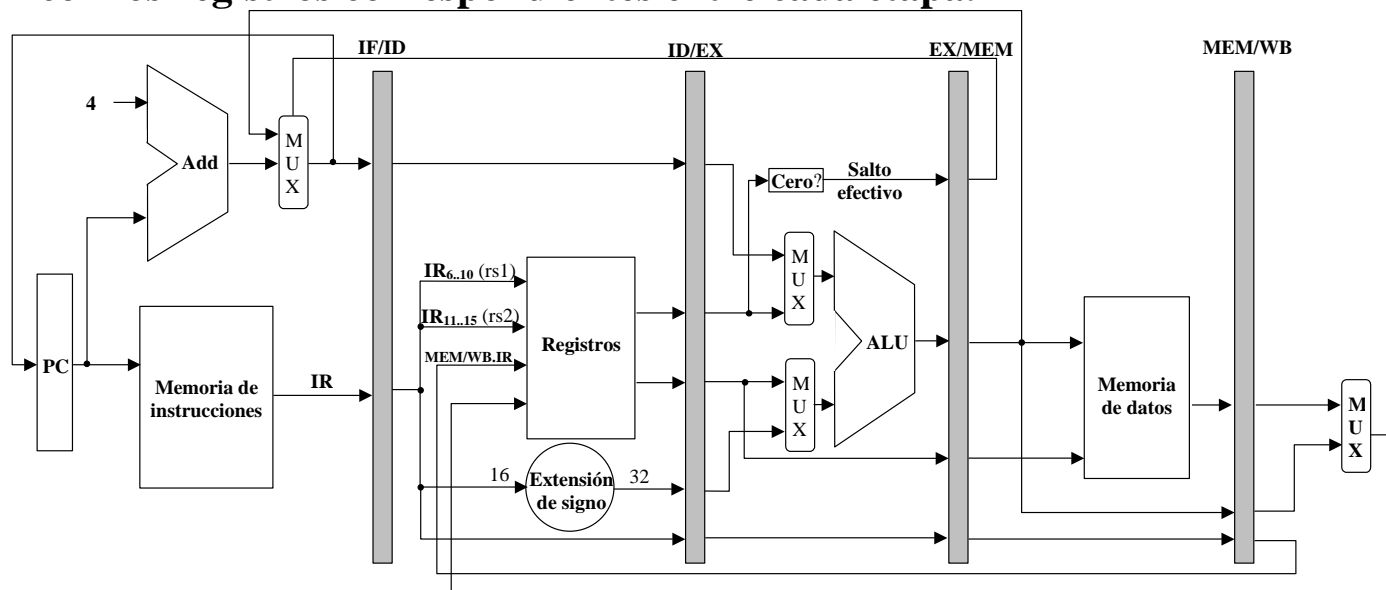 IF/ID
ID/EX
EX/MEM
MEM/WB
4
Add
M
U
X
Cero?
Salto
efectivo
M
U
X
IR6..10 (rs1)
IR11..15 (rs2)
MEM/WB.IR
Registros
ALU
PC
Memoria de
instrucciones
IR
M
U
X
Memoria
de datos
M
U
X
16
Extensión
de signo
32